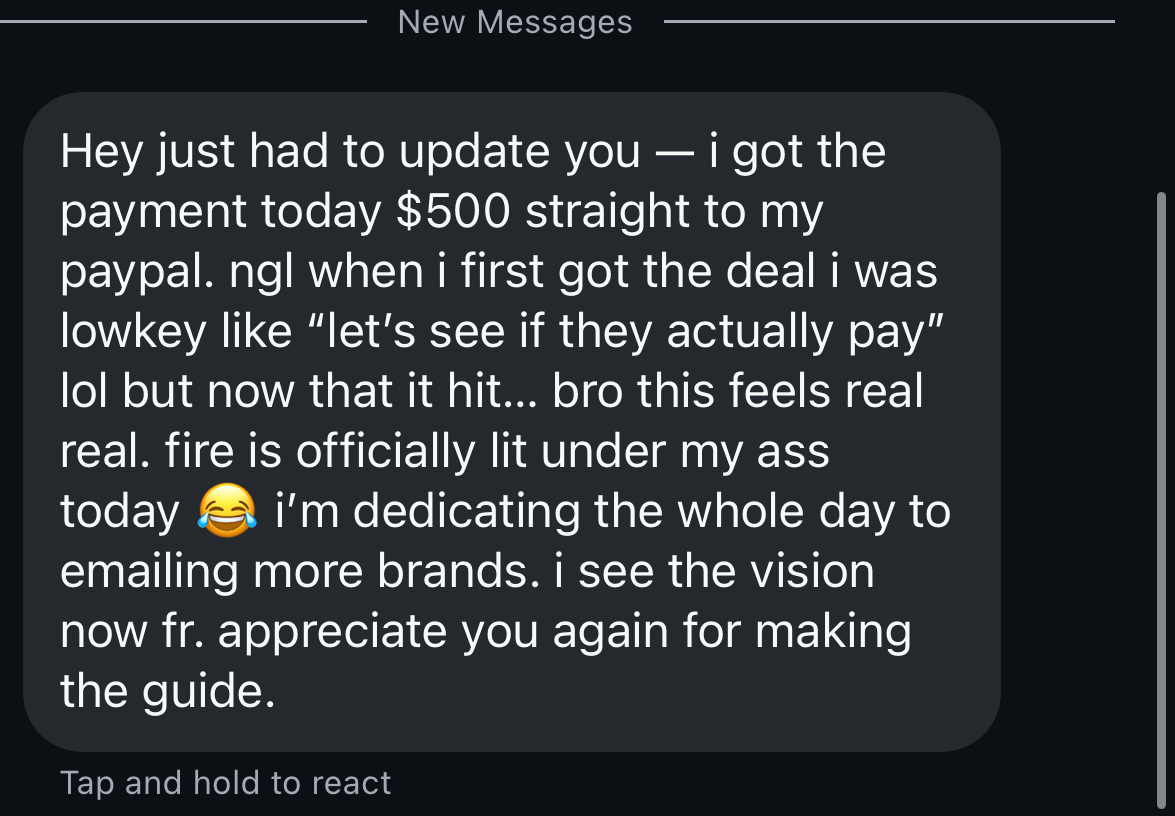 New Messages
Hey just had to update you — i got the
payment today $500 straight to my
paypal. ngl when i first got the deal i was
lowkey like “let’s see if they actually pay”
lol but now that it hit... bro this feels real
real. fire is officially lit under my ass
today 😂 i’m dedicating the whole day to
emailing more brands. i see the vision
now fr. appreciate you again for making
the guide.
Tap and hold to react